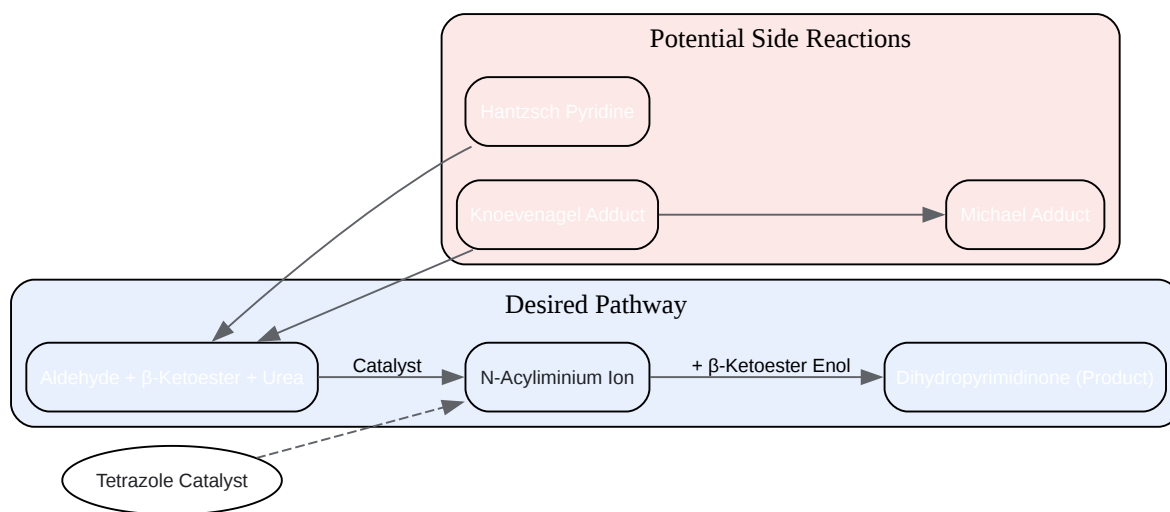 Potential Side Reactions
Hantzsch Pyridine
Knoevenagel Adduct
Michael Adduct
Desired Pathway
Aldehyde + β-Ketoester + Urea
Catalyst
N-Acyliminium Ion
+ β-Ketoester Enol
Dihydropyrimidinone (Product)
Tetrazole Catalyst